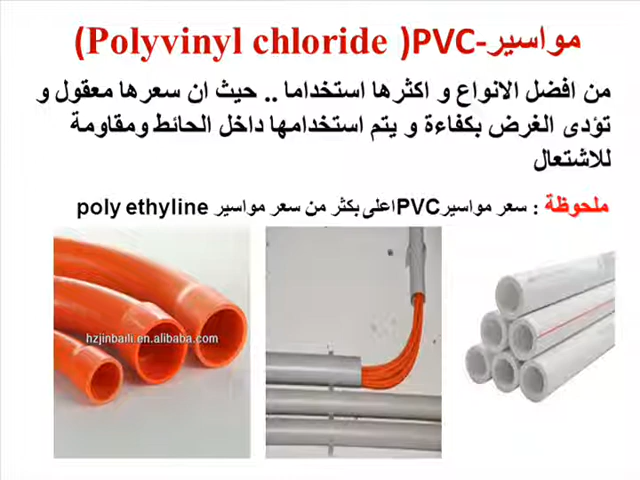 مواسير-PVC( Polyvinyl chloride)
من افضل الانواع و اكثرها استخداما .. حيث ان سعرها معقول و
تؤدى الغرض بكفاءة و يتم استخدامها داخل الحائط ومقاومة
للاشتعال
ملحوظة : سعر مواسيرPVCاعلى بكثر من سعر مواسير poly ethyline
hzjinbaili.en.alibaba.com